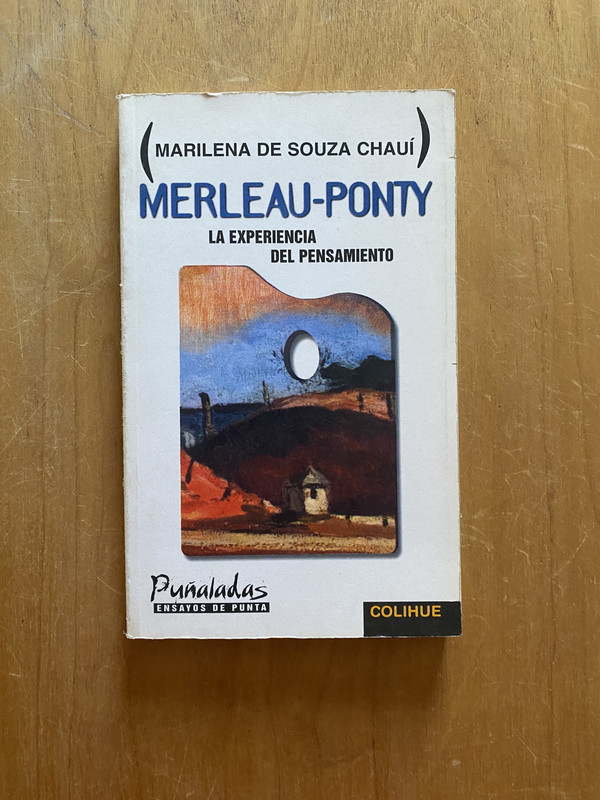 (MARILENA DE SOUZA CHAUÍ)
MERLEAU-PONTY
LA EXPERIENCIA
DEL PENSAMIENTO
Puñaladas
ENSAYOS DE PUNTA
COLIHUE